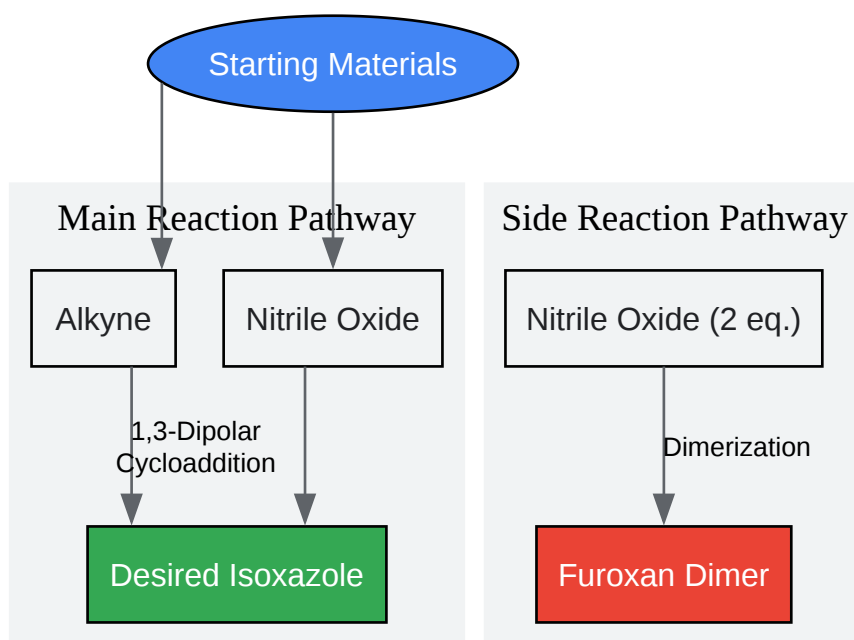 Starting Materials
Main Reaction Pathway
Side Reaction Pathway
Alkyne
Nitrile Oxide
Nitrile Oxide (2 eq.)
1,3-Dipolar
Cycloaddition
Dimerization
Desired Isoxazole
Furoxan Dimer